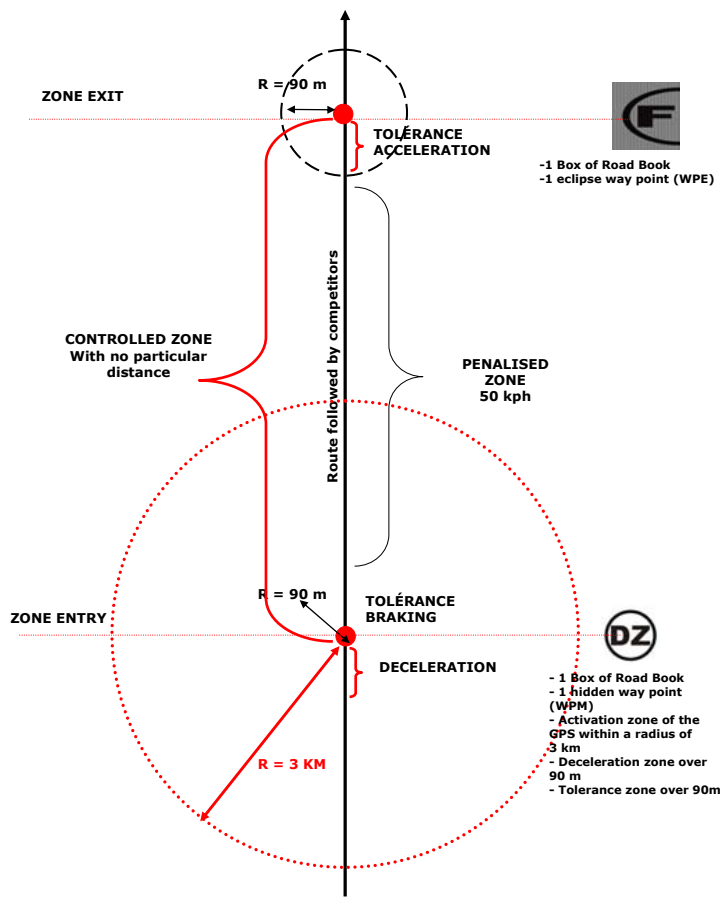 R = 90 m
ZONE EXIT
F
TOLÉRANCE
ACCELERATION
-1 Box of Road Book
-1 eclipse way point (WPE)
Route followed by competitors
CONTROLLED ZONE
With no particular
distance
PENALISED
ZONE
50 kph
R = 90 m
TOLÉRANCE
BRAKING
ZONE ENTRY
DZ
DECELERATION
- 1 Box of Road Book
- 1 hidden way point
(WPM)
- Activation zone of the
GPS within a radius of
3 km
- Deceleration zone over
90 m
- Tolerance zone over 90m
R = 3 KM